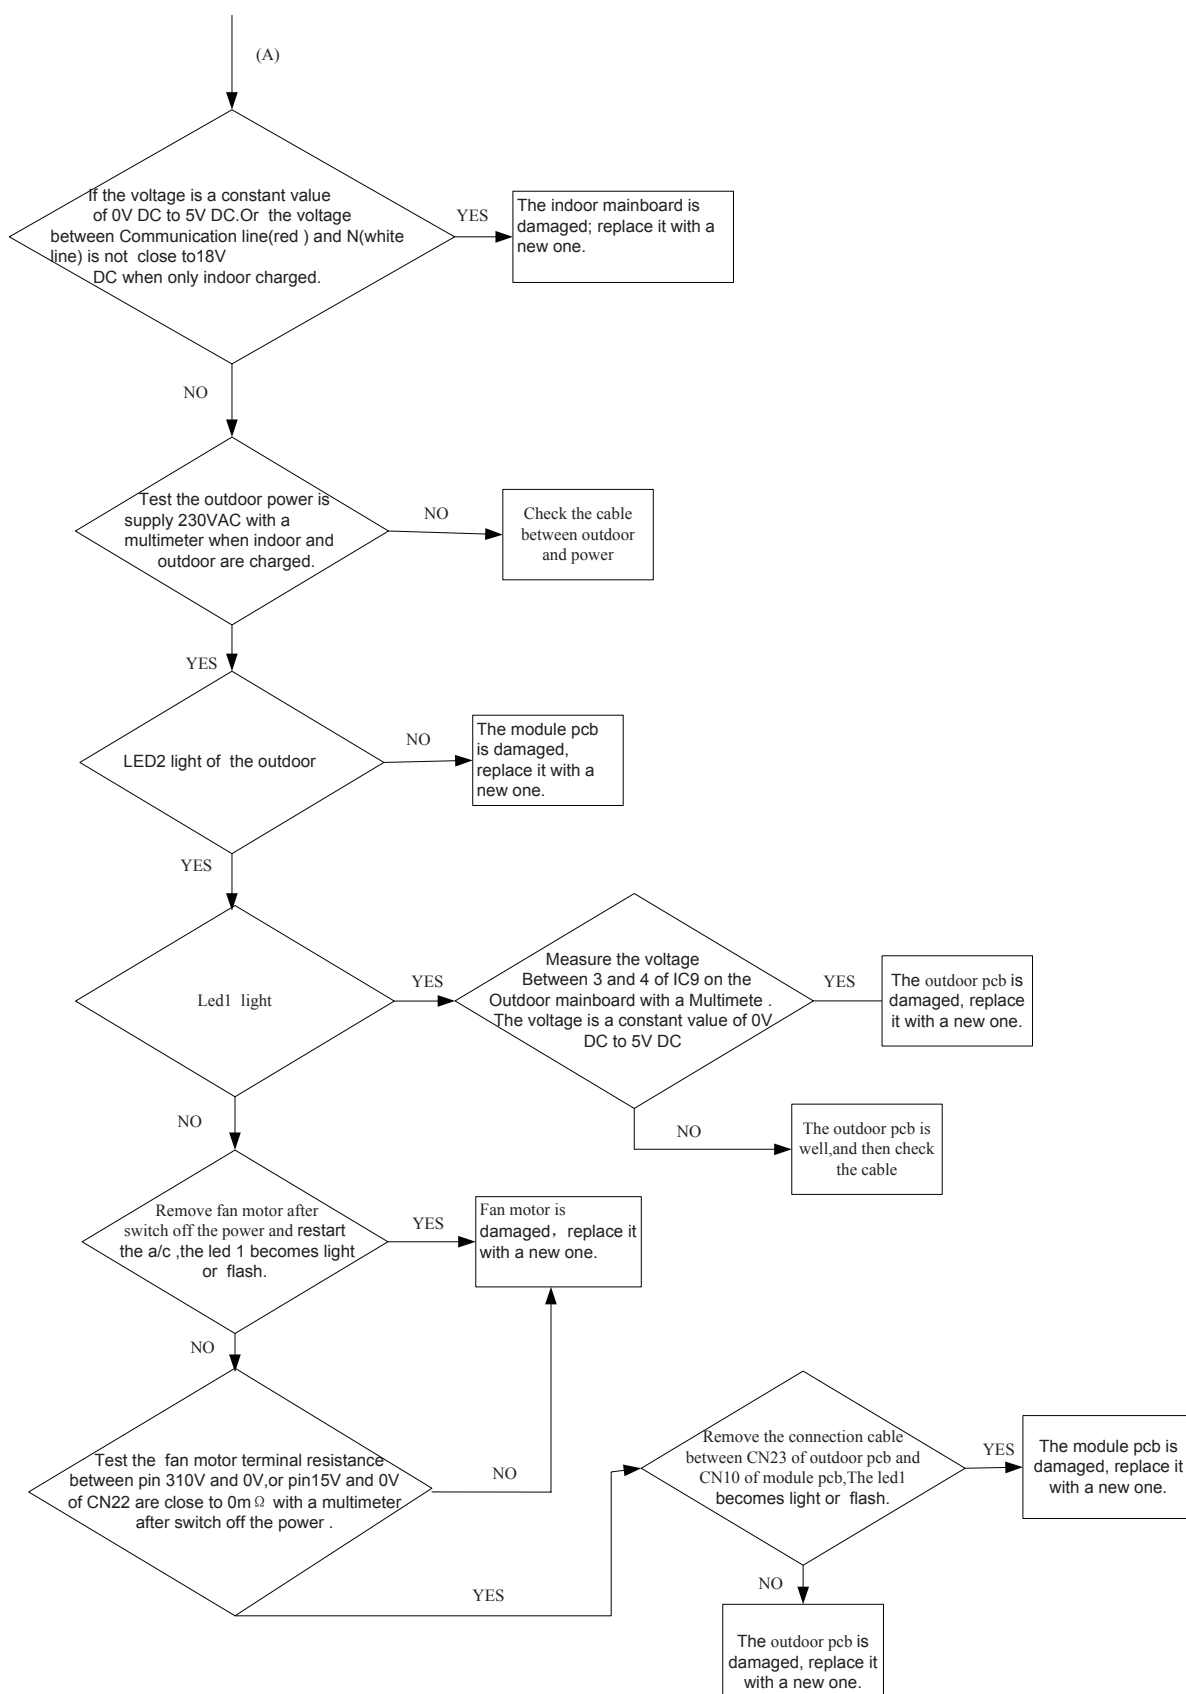 (A)
If the voltage is a constant value
of 0V DC to 5V DC.Or the voltage
between Communication line(red ) and N(white
line) is not close to18V
DC when only indoor charged.
YES
The indoor mainboard is
damaged; replace it with a
new one.
NO
Test the outdoor power is
supply 230VAC with a
multimeter when indoor and
outdoor are charged.
NO
Check the cable
between outdoor
and power
YES
LED2 light of the outdoor
NO
The module pcb
is damaged,
replace it with a
new one.
YES
Led1 light
YES
Measure the voltage
Between 3 and 4 of IC9 on the
Outdoor mainboard with a Multimete .
The voltage is a constant value of 0V
DC to 5V DC
YES
The outdoor pcb is
damaged, replace
it with a new one.
NO
The outdoor pcb is
well,and then check
the cable
NO
Remove fan motor after
switch off the power and restart
the a/c ,the led 1 becomes light
or flash.
YES
Fan motor is
damaged，replace it
with a new one.
NO
Test the fan motor terminal resistance
between pin 310V and 0V,or pin15V and 0V
of CN22 are close to 0mΩ with a multimeter
after switch off the power .
NO
YES
Remove the connection cable
between CN23 of outdoor pcb and
CN10 of module pcb,The led1
becomes light or flash.
YES
The module pcb is
damaged, replace it
with a new one.
NO
The outdoor pcb is
damaged, replace it
with a new one.